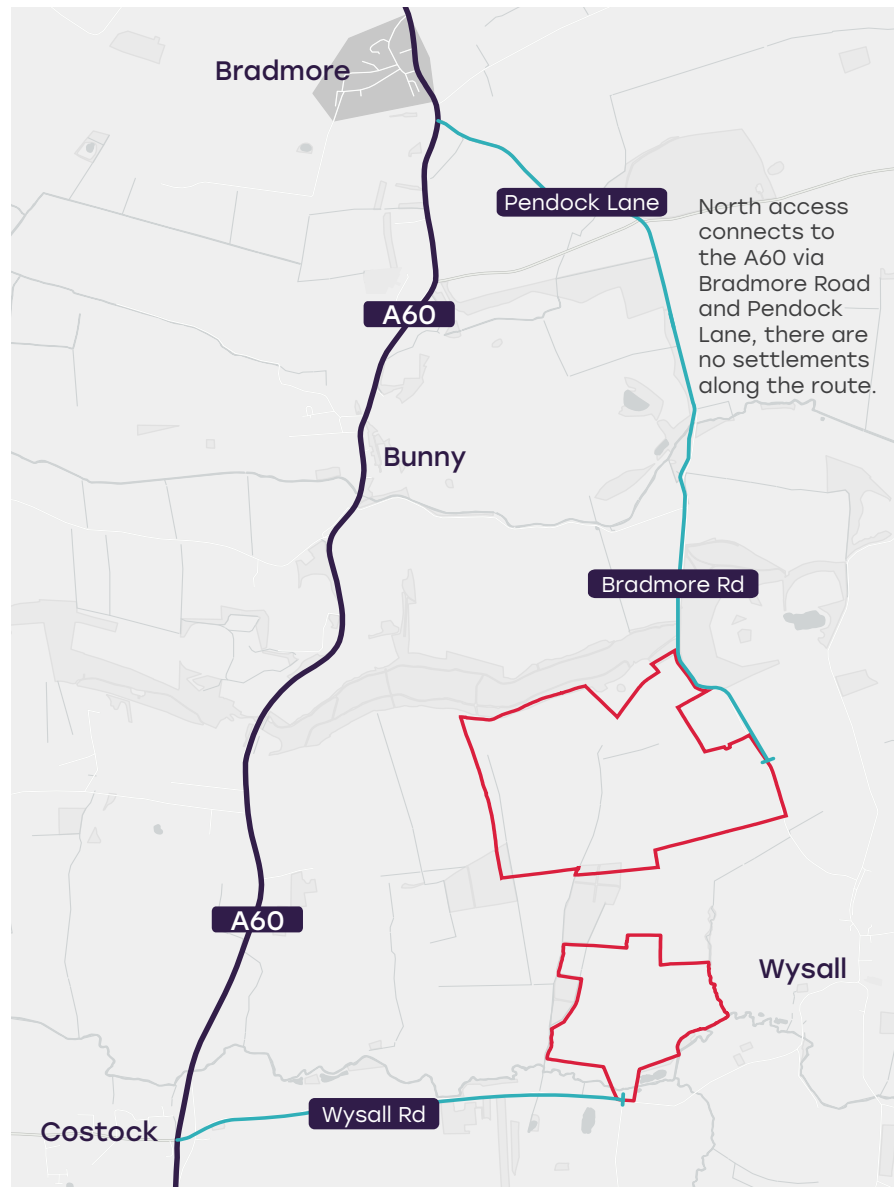 Bradmore
Pendock Lane
North access
connects to
the A60 via
Bradmore Road
and Pendock
Lane, there are
no settlements
along the route.
A60
Bunny
Bradmore Rd
A60
Wysall
Wysall Rd
Costock